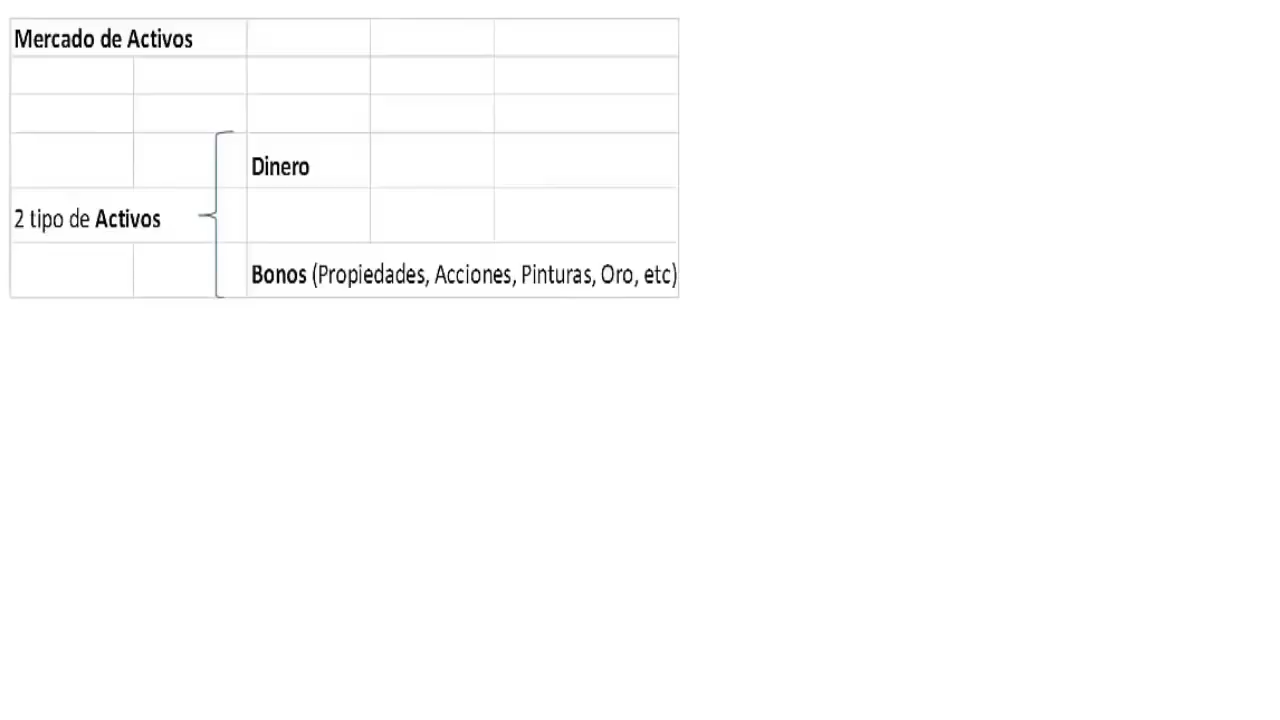 Mercado de Activos
Dinero
2 tipo de Activos
Bonos (Propiedades, Acciones, Pinturas, Oro, etc)